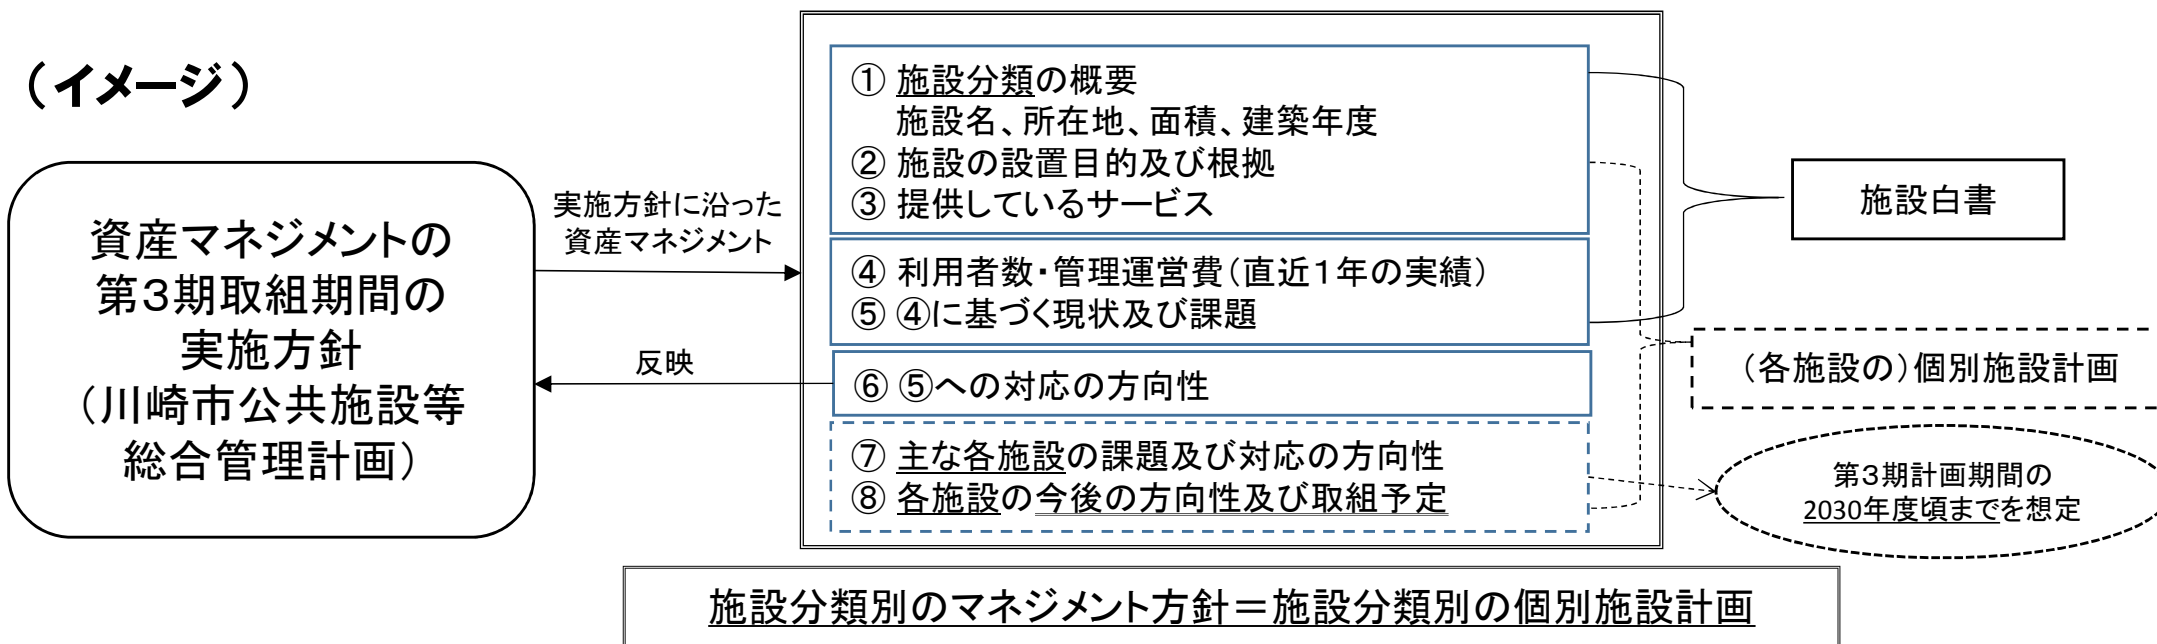 （イメージ）
資産マネジメントの
第３期取組期間の
実施方針
（川崎市公共施設等
総合管理計画）
実施方針に沿った
資産マネジメント
反映
① 施設分類の概要
施設名、所在地、面積、建築年度
② 施設の設置目的及び根拠
③ 提供しているサービス
④ 利用者数・管理運営費（直近１年の実績）
⑤ ④に基づく現状及び課題
⑥ ⑤への対応の方向性
⑦ 主な各施設の課題及び対応の方向性
⑧ 各施設の今後の方向性及び取組予定
施設白書
（各施設の）個別施設計画
第３期計画期間の
2030年度頃までを想定
施設分類別のマネジメント方針＝施設分類別の個別施設計画